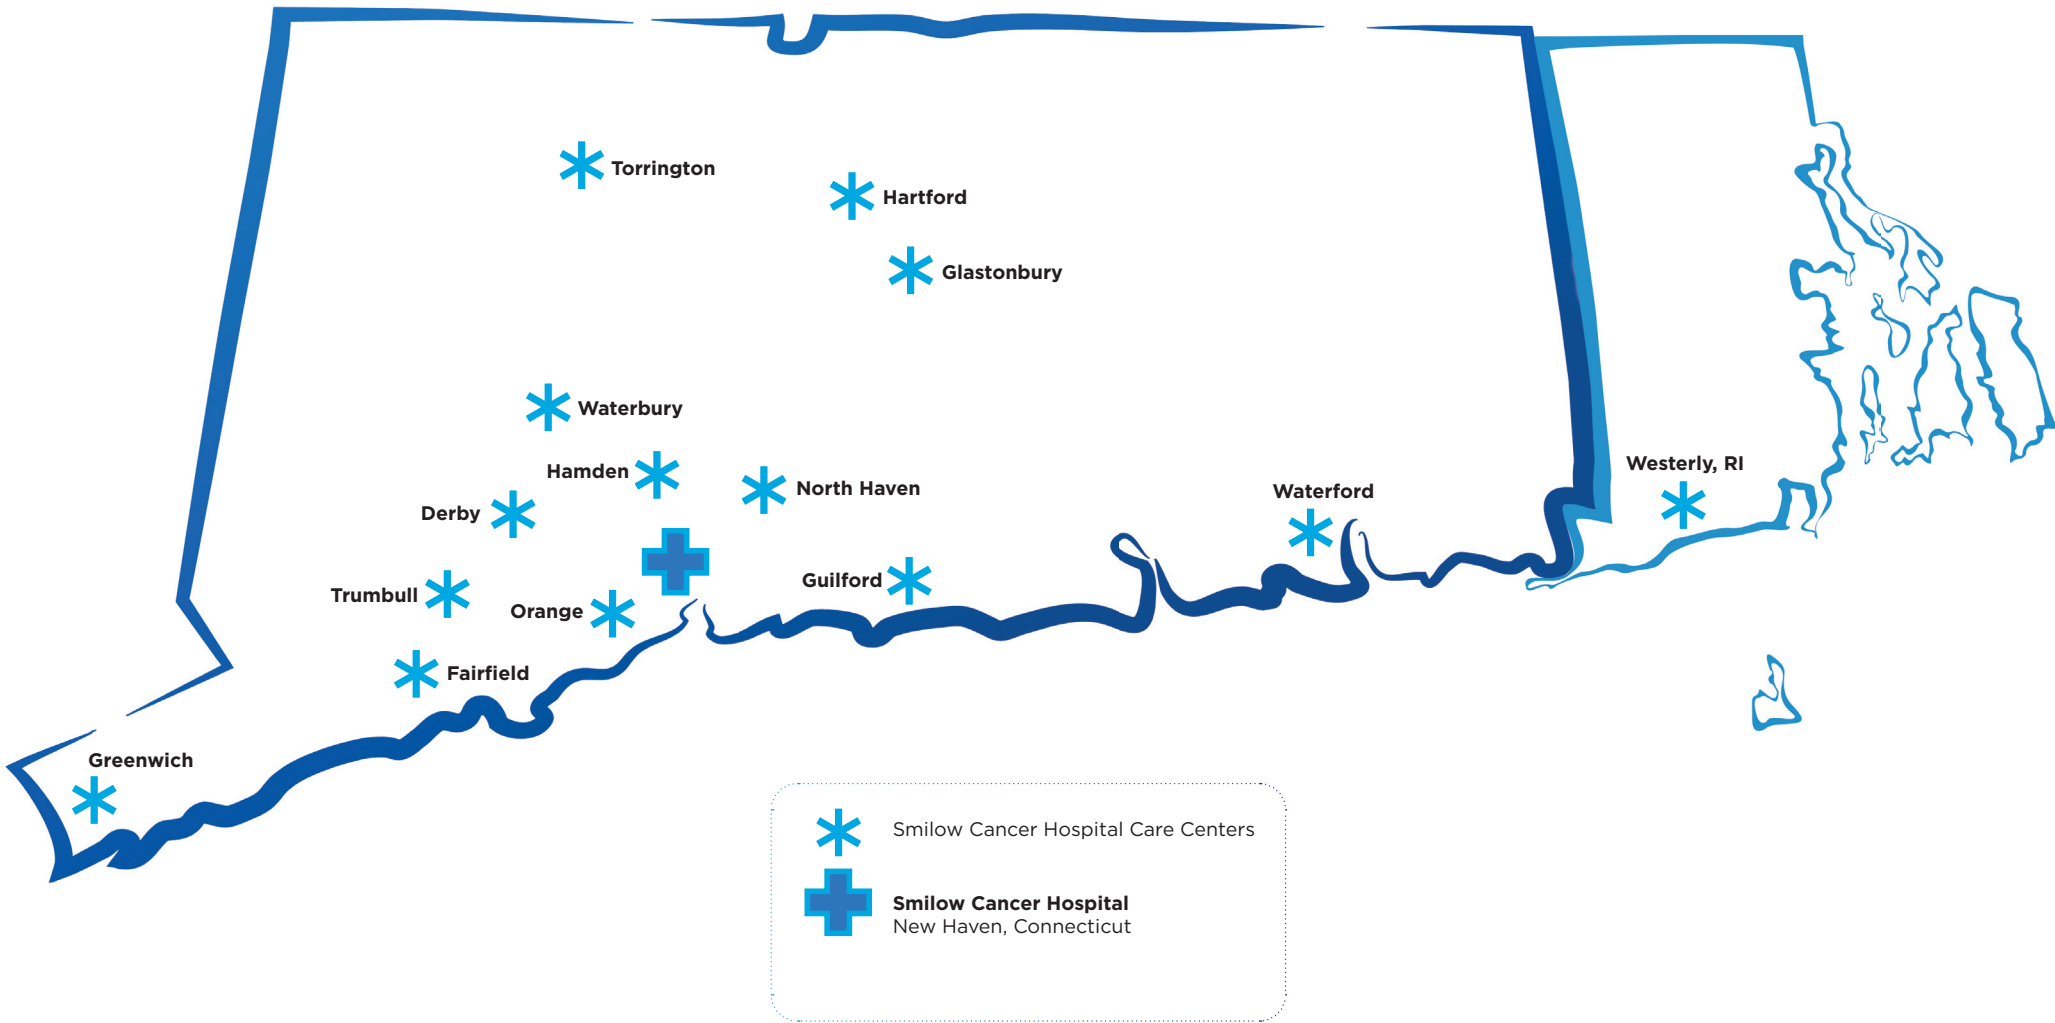 Torrington
Hartford
Glastonbury
Waterbury
Hamden
North Haven
Derby
Westerly, RI
Waterford
Guilford
Trumbull
Orange
Fairfield
Greenwich
Smilow Cancer Hospital Care Centers
Smilow Cancer Hospital
New Haven, Connecticut